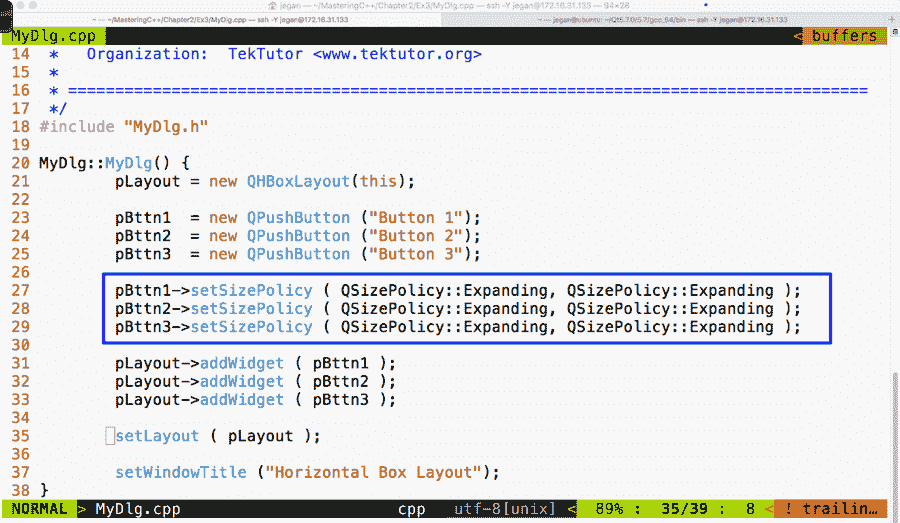 jegan — ~/MasteringC++/Chapter2/Ex3/MyDlg.cpp — ssh -Y jegan@172.16.31.133 — 94×28
~ — ~/MasteringC++/Chapter2/Ex3/MyDlg.cpp — ssh -Y jegan@172.16.31.133
~ — jegan@ubuntu: ~/Qt5.7.0/5.7/gcc_64/bin — ssh -Y jegan@172.16.31.133 +
MyDlg.cpp < buffers
14 * Organization: TekTutor <www.tektutor.org>
15 *
16 * =====================================================================================
17 */
18 #include "MyDlg.h"
19
20 MyDlg::MyDlg() {
21 pLayout = new QHBoxLayout(this);
22
23 pBttn1 = new QPushButton ("Button 1");
24 pBttn2 = new QPushButton ("Button 2");
25 pBttn3 = new QPushButton ("Button 3");
26
27 pBttn1->setSizePolicy ( QSizePolicy::Expanding, QSizePolicy::Expanding );
28 pBttn2->setSizePolicy ( QSizePolicy::Expanding, QSizePolicy::Expanding );
29 pBttn3->setSizePolicy ( QSizePolicy::Expanding, QSizePolicy::Expanding );
30
31 pLayout->addWidget ( pBttn1 );
32 pLayout->addWidget ( pBttn2 );
33 pLayout->addWidget ( pBttn3 );
34
35 setLayout ( pLayout );
36
37 setWindowTitle ("Horizontal Box Layout");
38 }
NORMAL > MyDlg.cpp cpp utf-8[unix] < 89% : 35/39 : 8 < ! trailin…